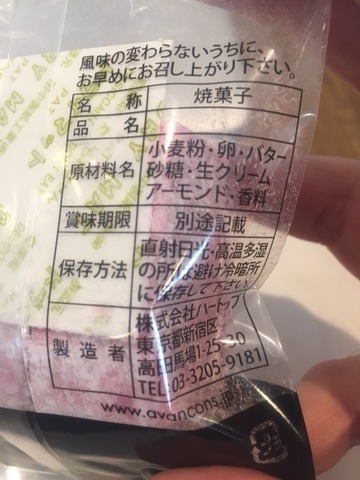 風味の変わらないうちに、
お早めにお召し上がり下さい。
名 称 焼菓子
品 名
原材料名 小麦粉・卵・バター
砂糖・生クリーム
アーモンド・香料
賞味期限 別途記載
保存方法 直射日光・高温多湿
の所は避け冷暗所
に保存して下さい
製造者 株式会社ハートップ
東京都新宿区
高田馬場1-25-30
TEL 03-3205-9181
www.avancons.jp
プラ